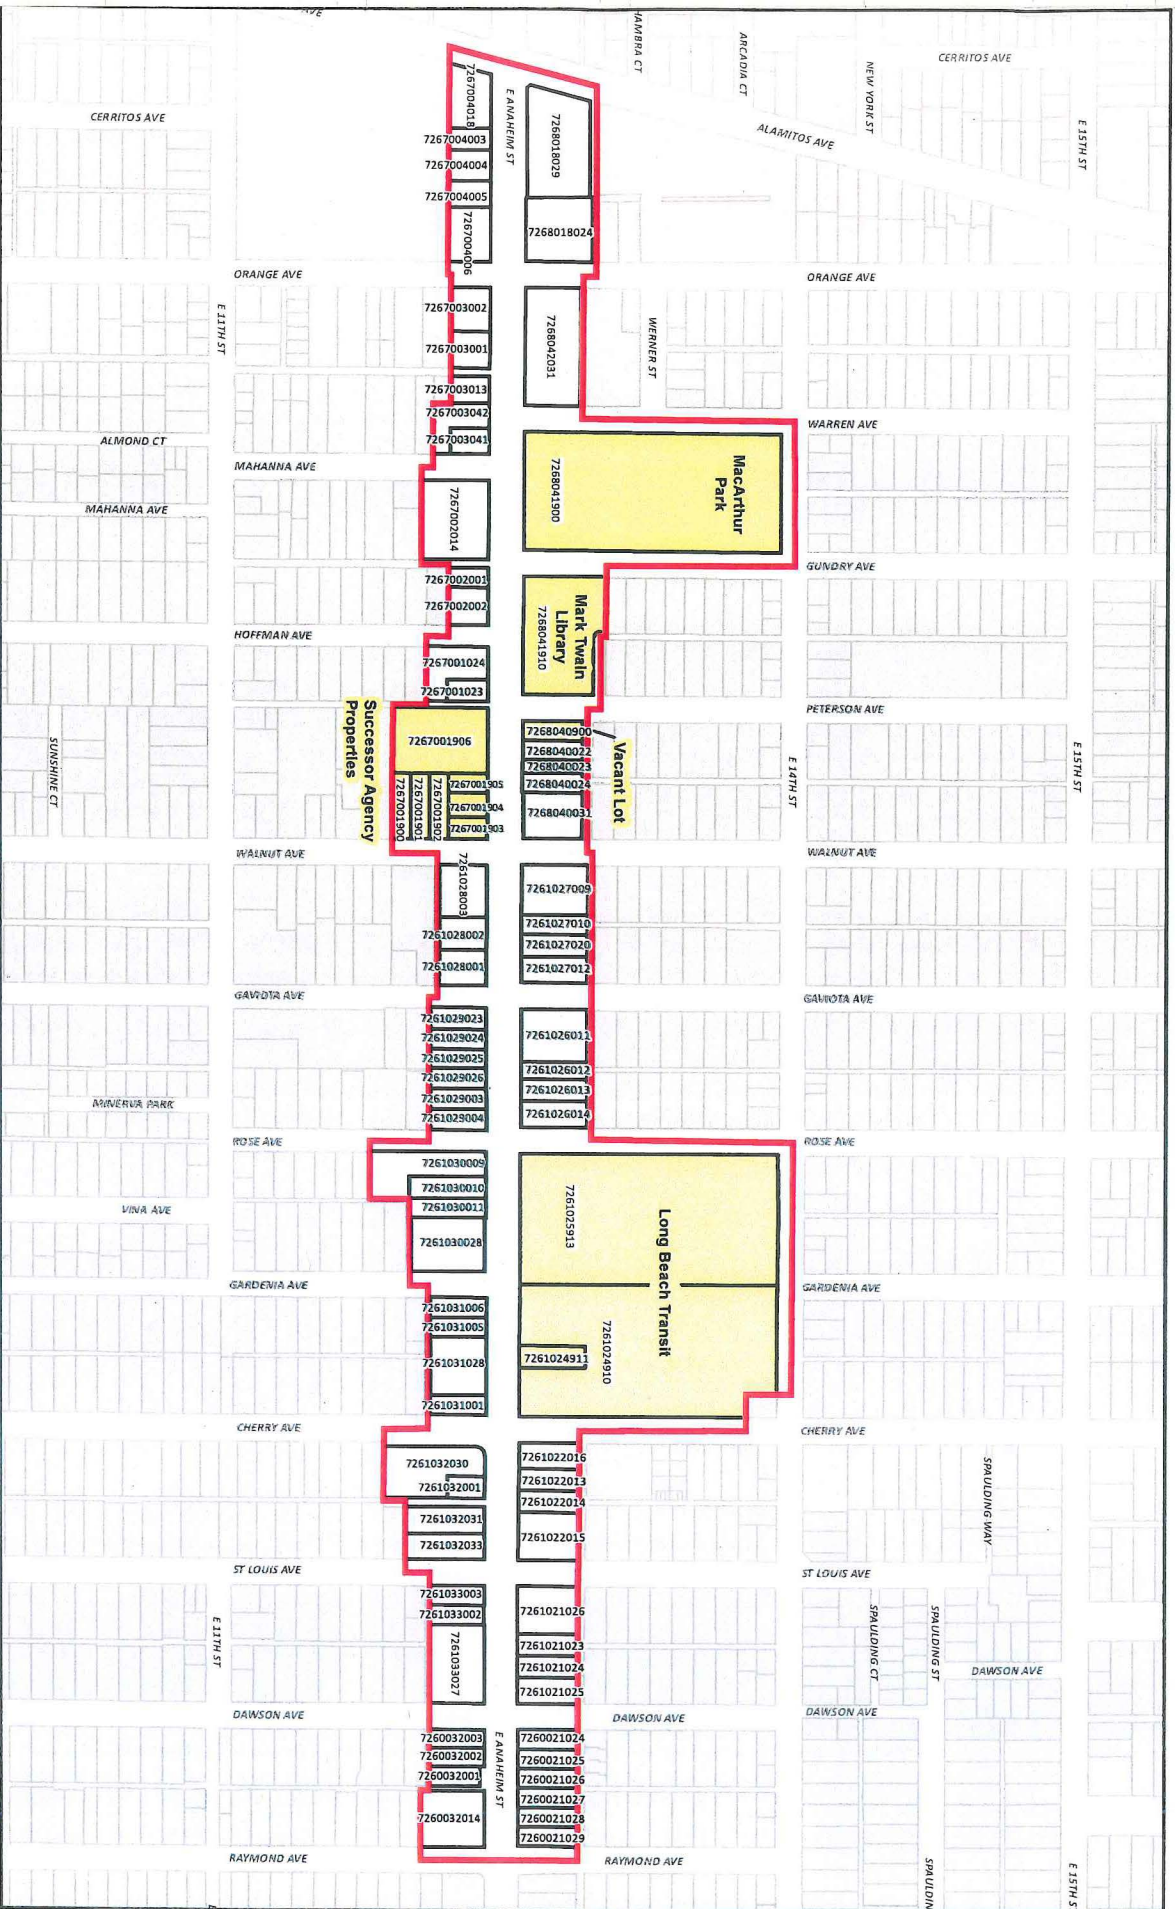 CERRITOS AVE
CERRITOS AVE
ALAMITOS AVE
ARCADIA CT
NEW YORK ST
E 15TH ST
E ANAHEIM ST
7267004018
7267004003
7267004004
7267004005
7267004006
7268018029
7268018024
ORANGE AVE
ORANGE AVE
E 11TH ST
WERNER ST
7267003002
7267003001
7267003013
7267003042
7267003041
7268042031
WARREN AVE
ALMOND CT
MAHANNA AVE
MAHANNA AVE
7267002014
MacArthur
Park
7268041900
GUNDRY AVE
7267002001
7267002002
HOFFMAN AVE
Mark Twain
Library
7268041910
7267001024
7267001023
PETERSON AVE
Successor Agency
Properties
7267001906
7267001905
7267001904
7267001903
7267001902
7267001901
7267001900
7268040900
7268040022
7268040023
7268040024
7268040031
Vacant Lot
SUNSHINE CT
E 14TH ST
E 15TH ST
WALNUT AVE
WALNUT AVE
7261028003
7261028002
7261028001
7261027009
7261027010
7261027020
7261027012
GAVIOTA AVE
GAVIOTA AVE
7261029023
7261029024
7261029025
7261029026
7261029003
7261029004
7261026011
7261026012
7261026013
7261026014
MINERVA PARK
ROSE AVE
ROSE AVE
7261030009
7261030010
7261030011
7261030028
VINA AVE
7261025913
Long Beach Transit
GARDENIA AVE
GARDENIA AVE
7261031006
7261031005
7261031028
7261031001
7261024911
7261024910
CHERRY AVE
CHERRY AVE
7261032030
7261032001
7261032031
7261032033
7261022016
7261022013
7261022014
7261022015
SPAULDING WAY
ST LOUIS AVE
ST LOUIS AVE
7261033003
7261033002
7261033027
7261021026
7261021023
7261021024
7261021025
E 11TH ST
SPAULDING CT
SPAULDING ST
DAWSON AVE
DAWSON AVE
DAWSON AVE
DAWSON AVE
7260032003
7260032002
7260032001
7260032014
E ANAHEIM ST
7260021024
7260021025
7260021026
7260021027
7260021028
7260021029
RAYMOND AVE
RAYMOND AVE
SPAULDIN
E 15TH S